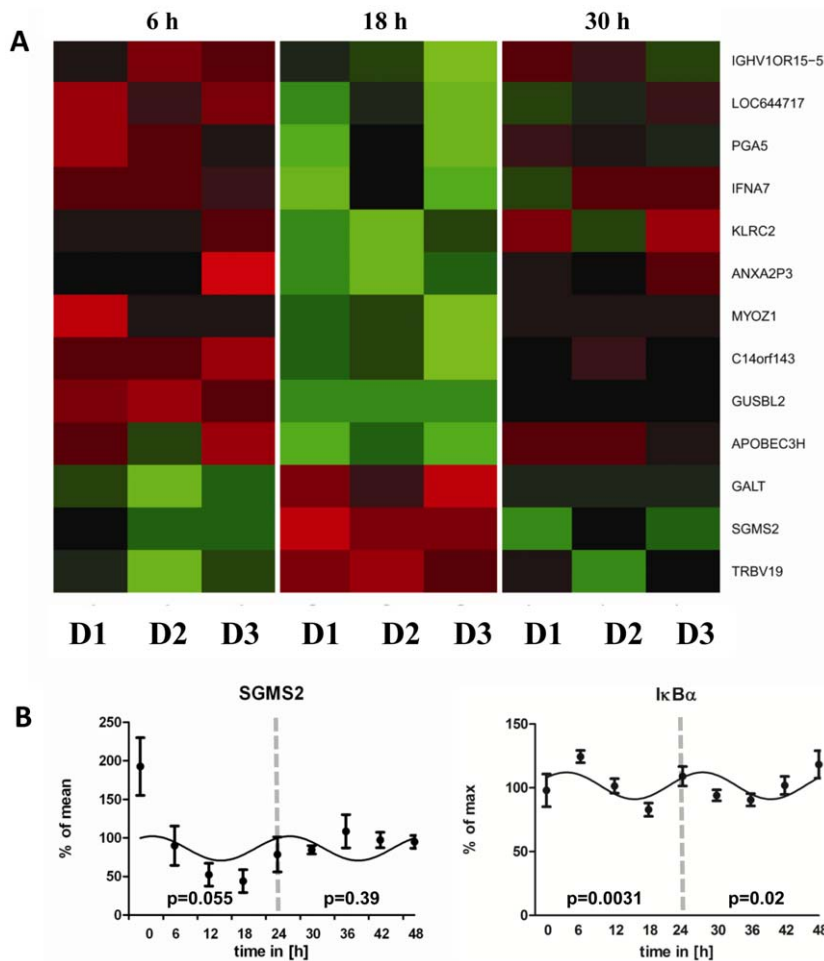 A
6 h 18 h 30 h
IGHV1OR15−5
LOC644717
PGA5
IFNA7
KLRC2
ANXA2P3
MYOZ1
C14orf143
GUSBL2
APOBEC3H
GALT
SGMS2
TRBV19
D1 D2 D3 D1 D2 D3 D1 D2 D3
B
SGMS2
% of mean
250
200
150
100
50
0
p=0.055 p=0.39
0 6 12 18 24 30 36 42 48
time in [h]
IκBα
% of max
150
100
50
0
p=0.0031 p=0.02
0 6 12 18 24 30 36 42 48
time in [h]